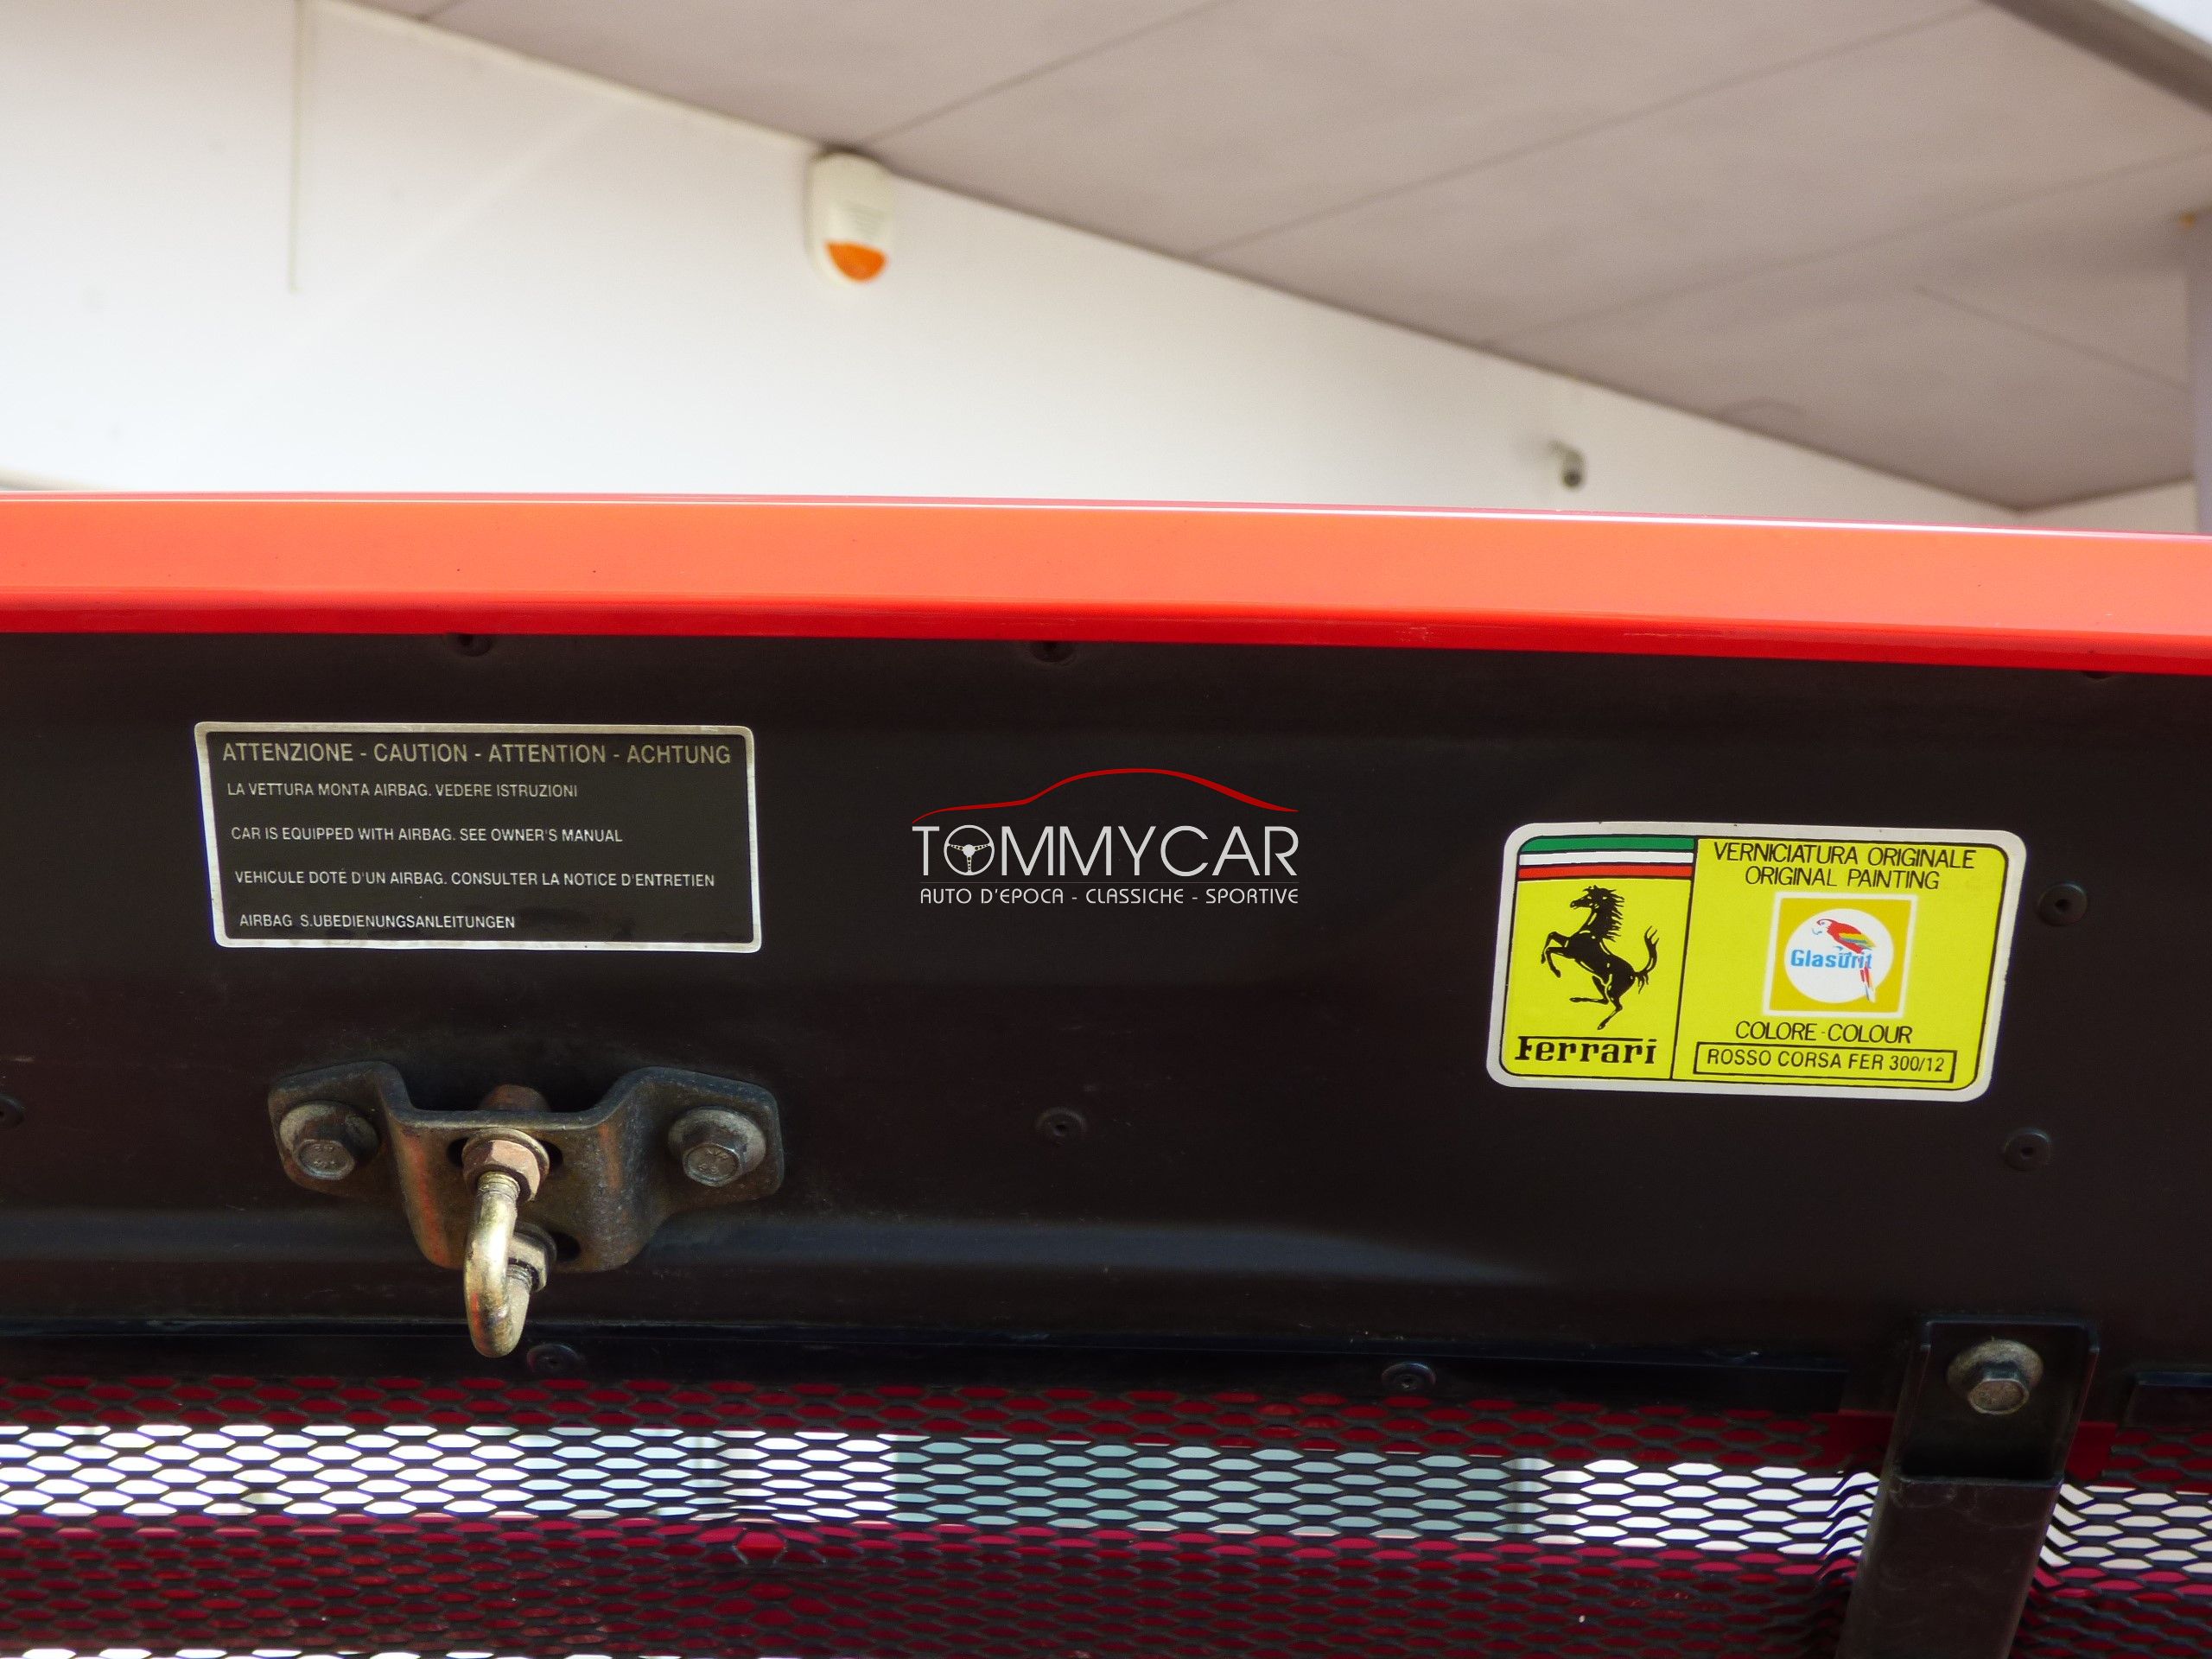 ATTENZIONE - CAUTION - ATTENTION - ACHTUNG
LA VETTURA MONTA AIRBAG. VEDERE ISTRUZIONI
CAR IS EQUIPPED WITH AIRBAG. SEE OWNER'S MANUAL
VEHICULE DOTÉ D'UN AIRBAG. CONSULTER LA NOTICE D'ENTRETIEN
AIRBAG S.UBEDIENUNGSANLEITUNGEN
TOMMYCAR
AUTO D'EPOCA - CLASSICHE - SPORTIVE
VERNICIATURA ORIGINALE
ORIGINAL PAINTING
Glasurit
COLORE-COLOUR
ROSSO CORSA FER 300/12
Ferrari